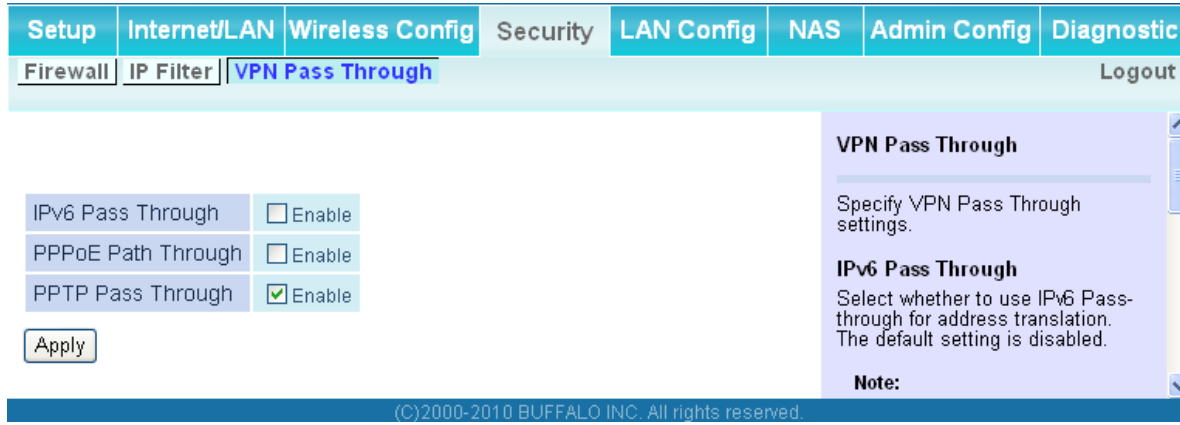 Setup Internet/LAN Wireless Config Security LAN Config NAS Admin Config Diagnostic
Firewall IP Filter VPN Pass Through Logout
IPv6 Pass Through Enable
PPPoE Path Through Enable
PPTP Pass Through Enable
Apply
VPN Pass Through
Specify VPN Pass Through
settings.
IPv6 Pass Through
Select whether to use IPv6 Pass-
through for address translation.
The default setting is disabled.
Note:
(C)2000-2010 BUFFALO INC. All rights reserved.